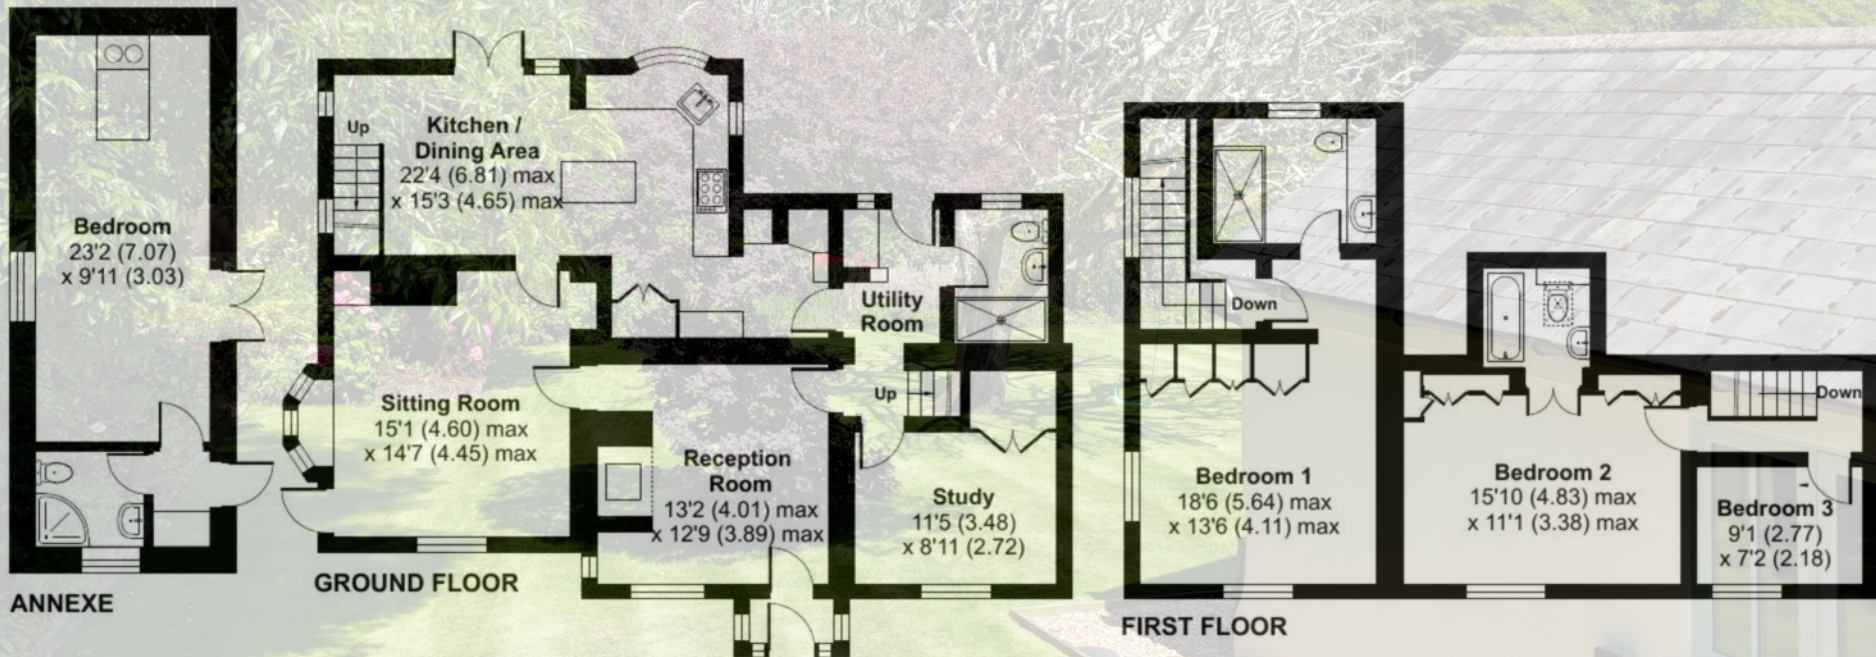 Bedroom
23'2 (7.07)
x 9'11 (3.03)
ANNEXE
Up
Kitchen /
Dining Area
22'4 (6.81) max
x 15'3 (4.65) max
Utility
Room
Sitting Room
15'1 (4.60) max
x 14'7 (4.45) max
Up
Reception
Room
13'2 (4.01) max
x 12'9 (3.89) max
Study
11'5 (3.48)
x 8'11 (2.72)
GROUND FLOOR
Down
Bedroom 1
18'6 (5.64) max
x 13'6 (4.11) max
Bedroom 2
15'10 (4.83) max
x 11'1 (3.38) max
Down
Bedroom 3
9'1 (2.77)
x 7'2 (2.18)
FIRST FLOOR